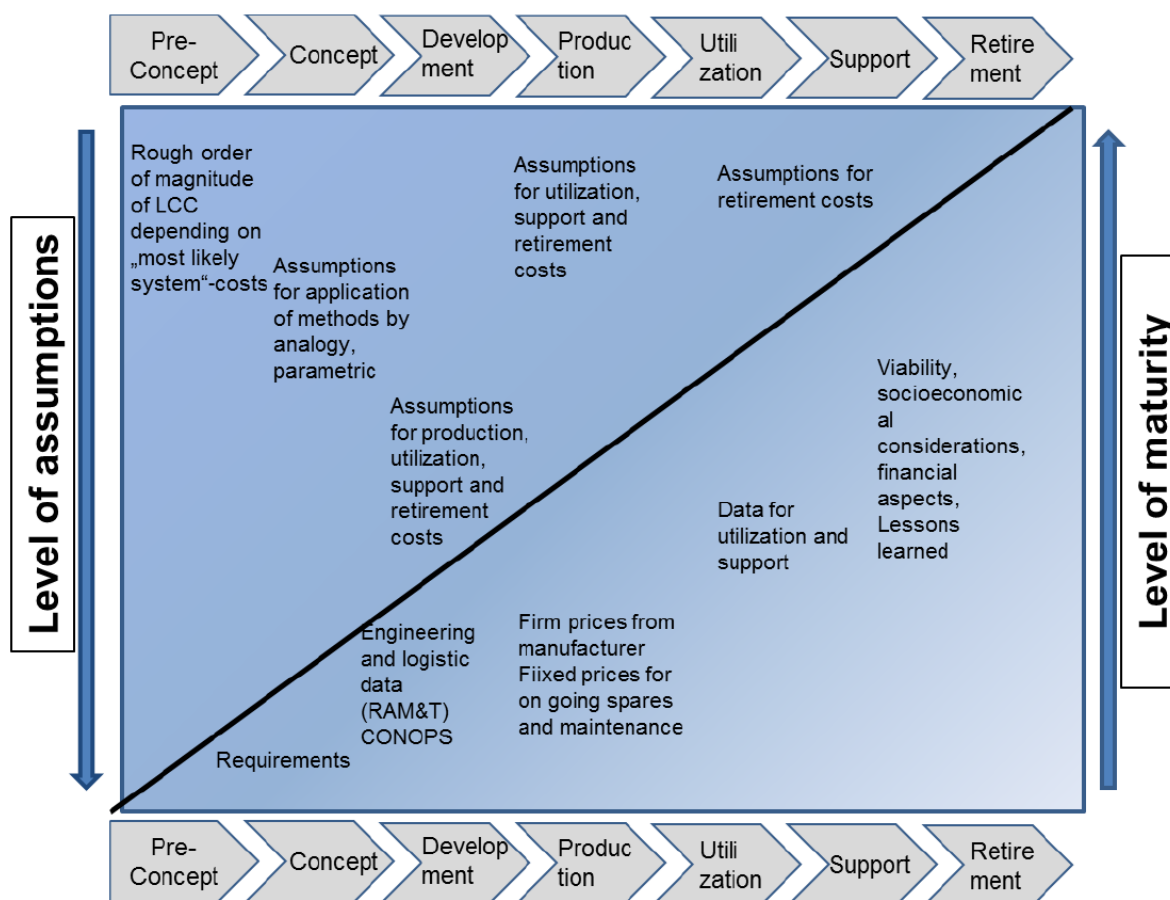 Pre-
Concept
Concept
Develop
ment
Produc
tion
Utili
zation
Support
Retire
ment
Level of assumptions
Rough order
of magnitude
of LCC
depending on
„most likely
system“-costs
Assumptions
for application
of methods by
analogy,
parametric
Assumptions
for production,
utilization,
support and
retirement
costs
Assumptions
for utilization,
support and
retirement
costs
Assumptions for
retirement costs
Requirements
Engineering
and logistic
data
(RAM&T)
CONOPS
Firm prices from
manufacturer
Fiixed prices for
on going spares
and maintenance
Data for
utilization and
support
Viability,
socioeconomic
al
considerations,
financial
aspects,
Lessons
learned
Level of maturity
Pre-
Concept
Concept
Develop
ment
Produc
tion
Utili
zation
Support
Retire
ment